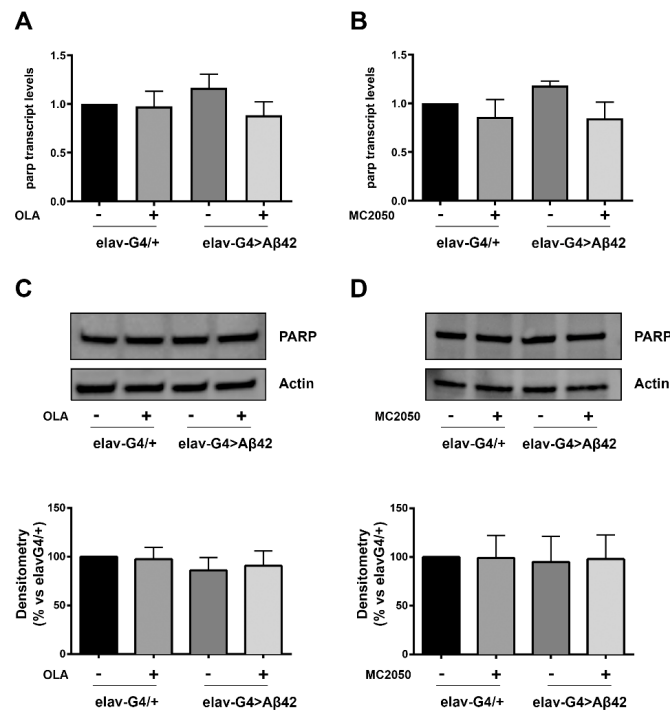 A
B
parp transcript levels
1.5
1.0
0.5
0.0
OLA - + - +
elav-G4/+ elav-G4>Aβ42
parp transcript levels
1.5
1.0
0.5
0.0
MC2050 - + - +
elav-G4/+ elav-G4>Aβ42
C
D
PARP
Actin
OLA - + - +
elav-G4/+ elav-G4>Aβ42
PARP
Actin
MC2050 - + - +
elav-G4/+ elav-G4>Aβ42
Densitometry
(% vs elavG4/+)
150
100
50
0
OLA - + - +
elav-G4/+ elav-G4>Aβ42
Densitometry
(% vs elavG4/+)
150
100
50
0
MC2050 - + - +
elav-G4/+ elav-G4>Aβ42